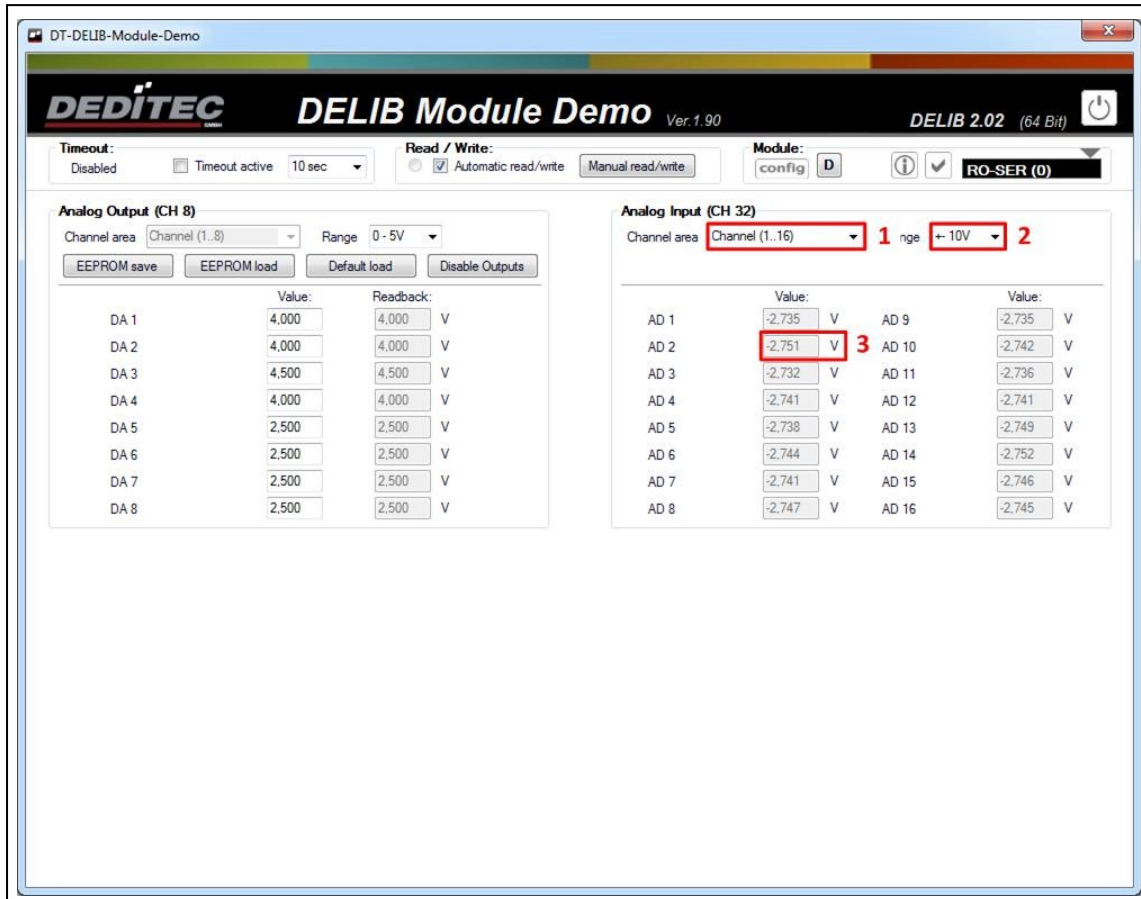 DT-DELIB-Module-Demo
DEDITEC
GMBH
DELIB Module Demo Ver.1.90
DELIB 2.02 (64 Bit)
Timeout:
Disabled Timeout active 10 sec
Read / Write:
Automatic read/write Manual read/write
Module:
config D RO-SER (0)
Analog Output (CH 8)
Channel area Channel (1..8) Range 0 - 5V
EEPROM save EEPROM load Default load Disable Outputs
Value: Readback:
DA 1 4,000 4,000 V
DA 2 4,000 4,000 V
DA 3 4,500 4,500 V
DA 4 4,000 4,000 V
DA 5 2,500 2,500 V
DA 6 2,500 2,500 V
DA 7 2,500 2,500 V
DA 8 2,500 2,500 V
Analog Input (CH 32)
Channel area Channel (1..16) 1 nge +- 10V 2
Value: Value:
AD 1 -2,735 V AD 9 -2,735 V
AD 2 -2,751 V 3 AD 10 -2,742 V
AD 3 -2,732 V AD 11 -2,736 V
AD 4 -2,741 V AD 12 -2,741 V
AD 5 -2,738 V AD 13 -2,749 V
AD 6 -2,744 V AD 14 -2,752 V
AD 7 -2,741 V AD 15 -2,746 V
AD 8 -2,747 V AD 16 -2,745 V